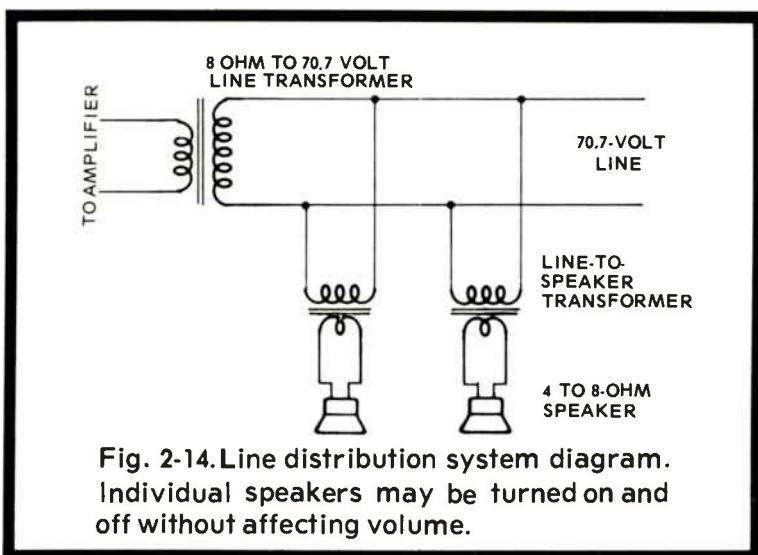 8 OHM TO 70.7 VOLT
LINE TRANSFORMER
TO AMPLIFIER
70.7-VOLT
LINE
LINE-TO-
SPEAKER
TRANSFORMER
4 TO 8-OHM
SPEAKER
Fig. 2-14. Line distribution system diagram.
Individual speakers may be turned on and
off without affecting volume.